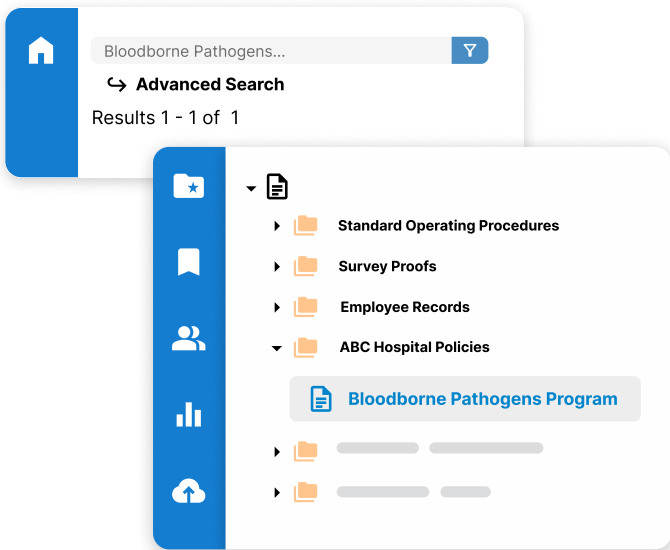 Bloodborne Pathogens...
Advanced Search
Results 1 - 1 of 1
Standard Operating Procedures
Survey Proofs
Employee Records
ABC Hospital Policies
Bloodborne Pathogens Program